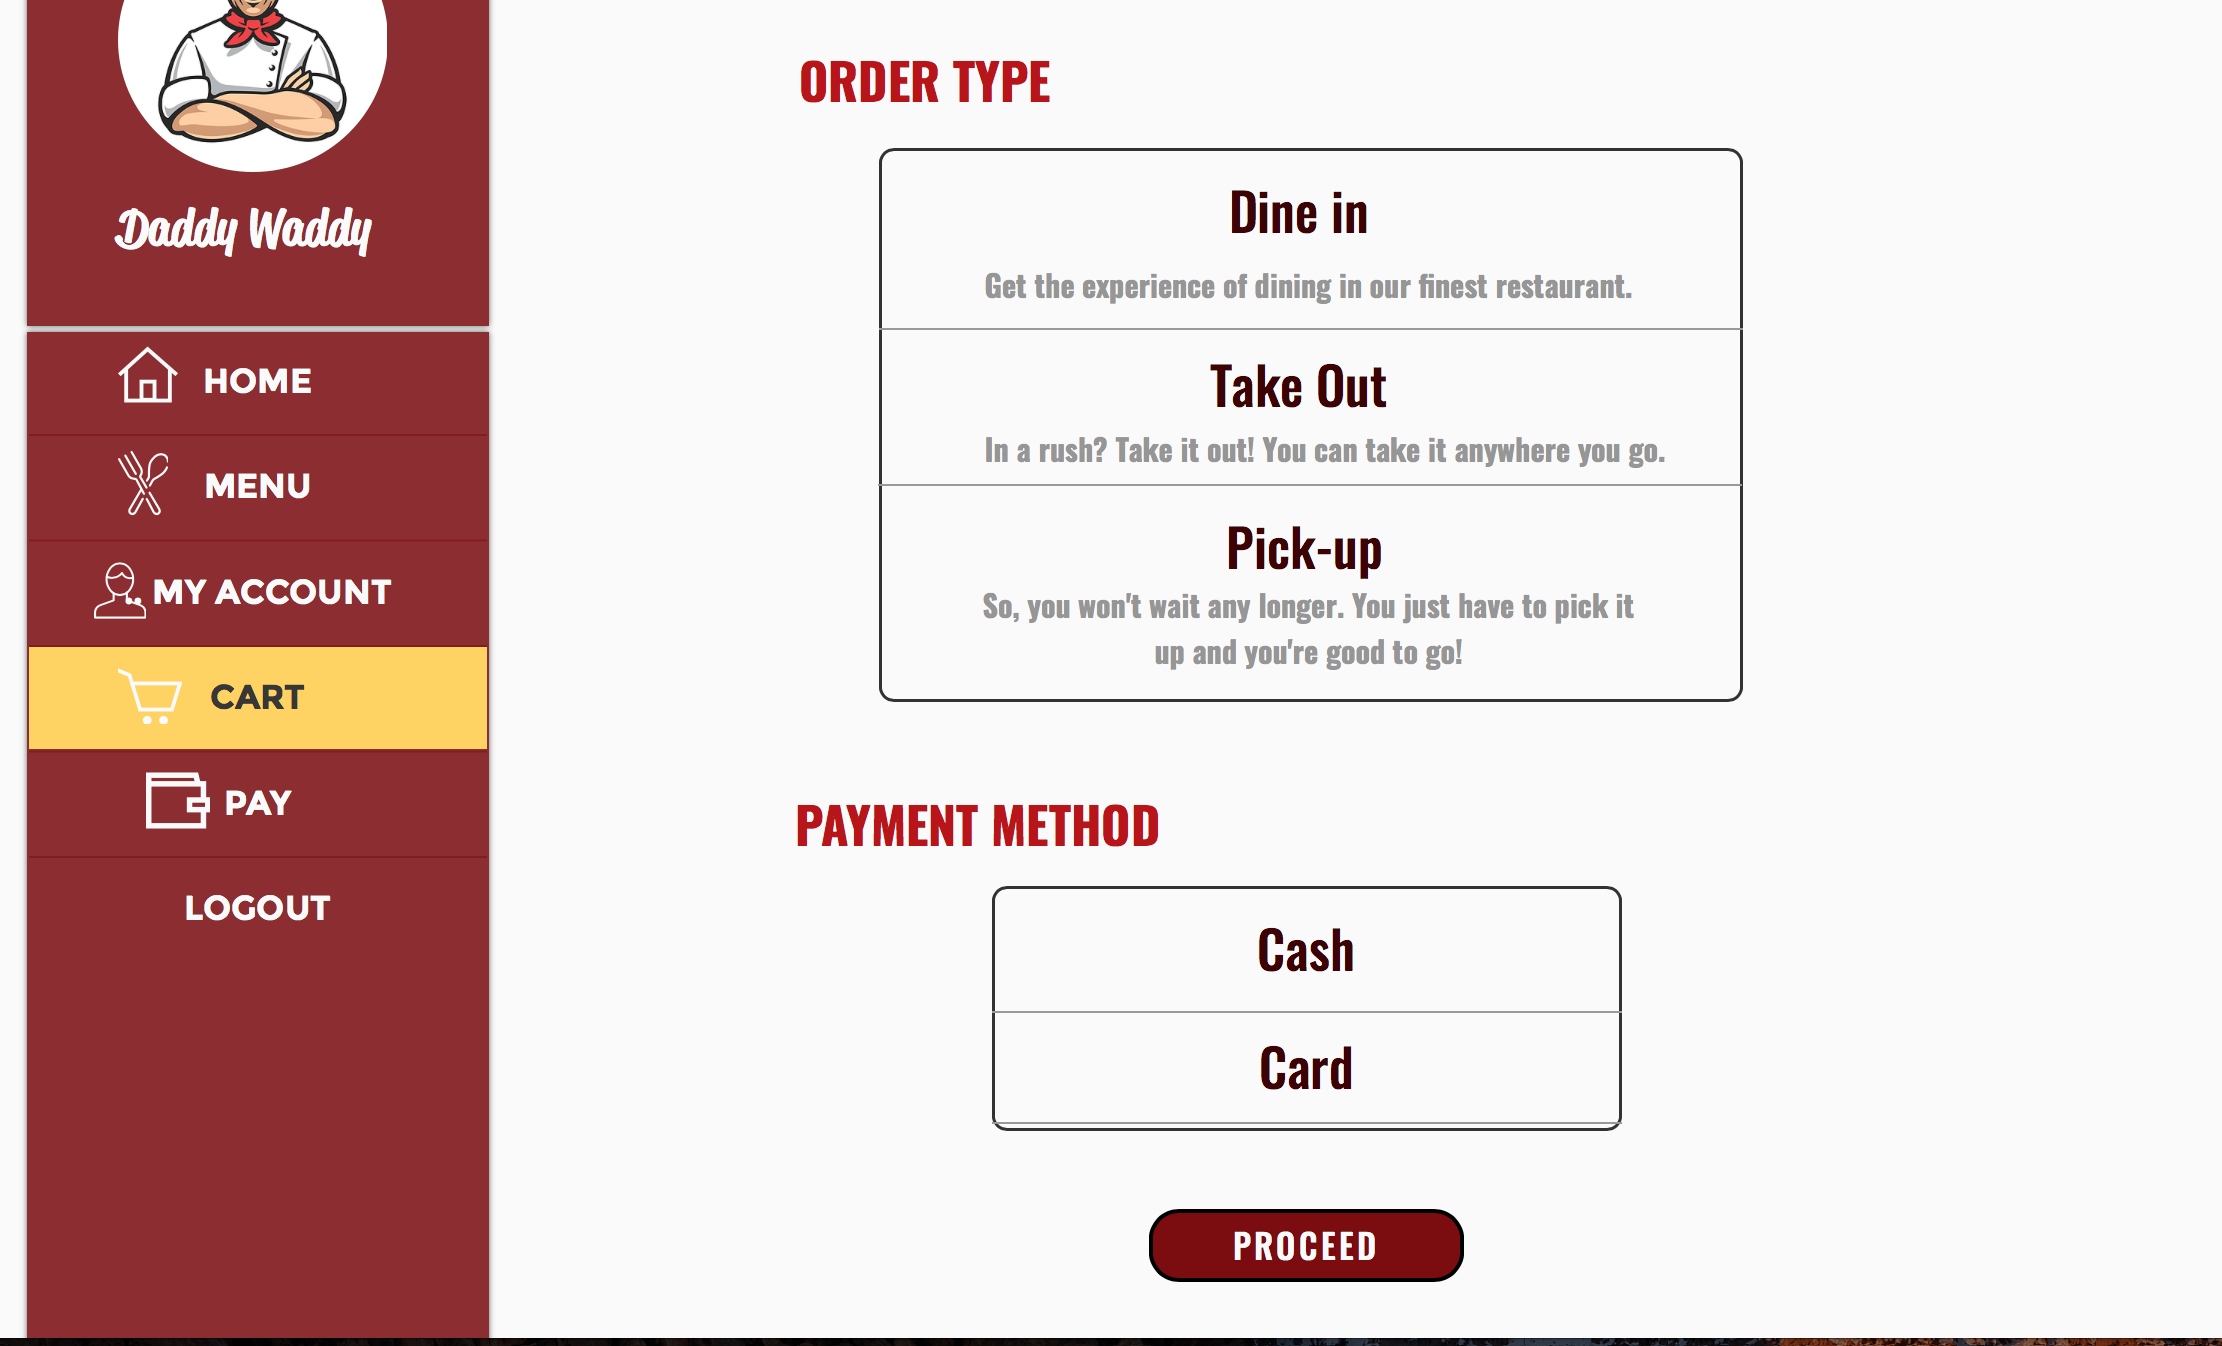 Daddy Waddy
HOME
MENU
MY ACCOUNT
CART
PAY
LOGOUT
ORDER TYPE
Dine in
Get the experience of dining in our finest restaurant.
Take Out
In a rush? Take it out! You can take it anywhere you go.
Pick-up
So, you won't wait any longer. You just have to pick it
up and you're good to go!
PAYMENT METHOD
Cash
Card
PROCEED